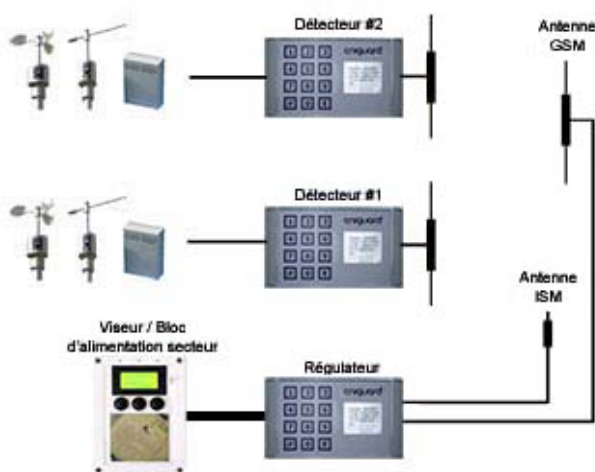 Détecteur #2
Antenne
GSM
Détecteur #1
Antenne
ISM
Viseur / Bloc
d'alimentation secteur
Régulateur